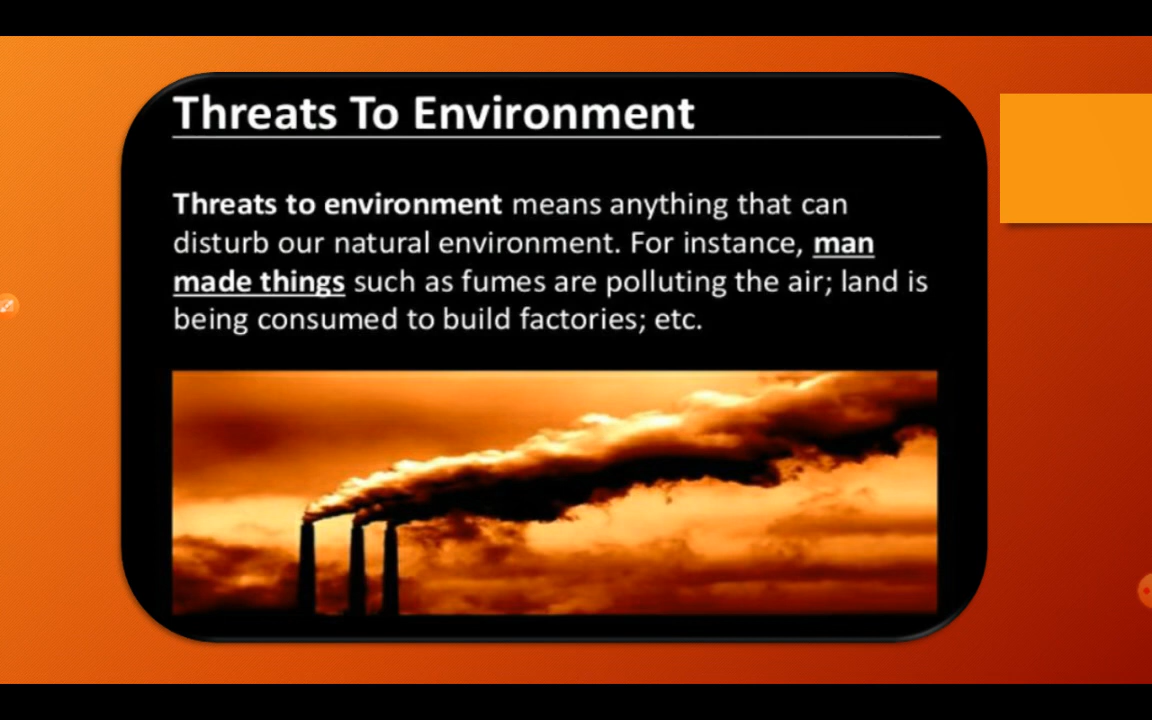 Threats To Environment
Threats to environment means anything that can
disturb our natural environment. For instance, man
made things such as fumes are polluting the air; land is
being consumed to build factories; etc.